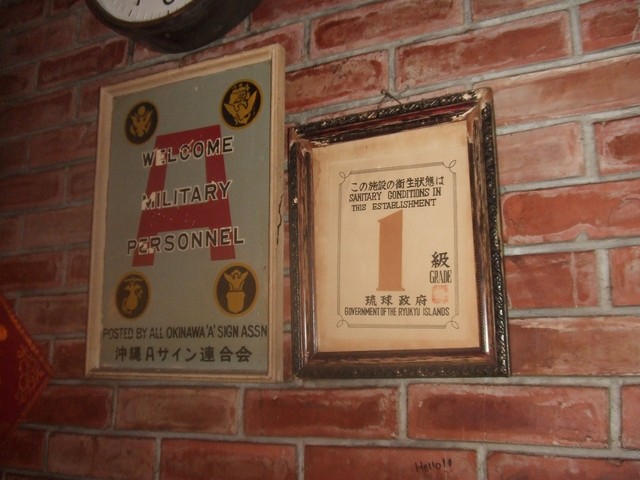 WELCOME
A
MILITARY
PERSONNEL
POSTED BY ALL OKINAWA 'A' SIGN ASSN
沖縄Aサイン連合会
この施設の衛生狀態は
SANITARY CONDITIONS IN
THIS ESTABLISHMENT
1
級
GRADE
琉球政府
GOVERNMENT OF THE RYUKYU ISLANDS
Hello!!